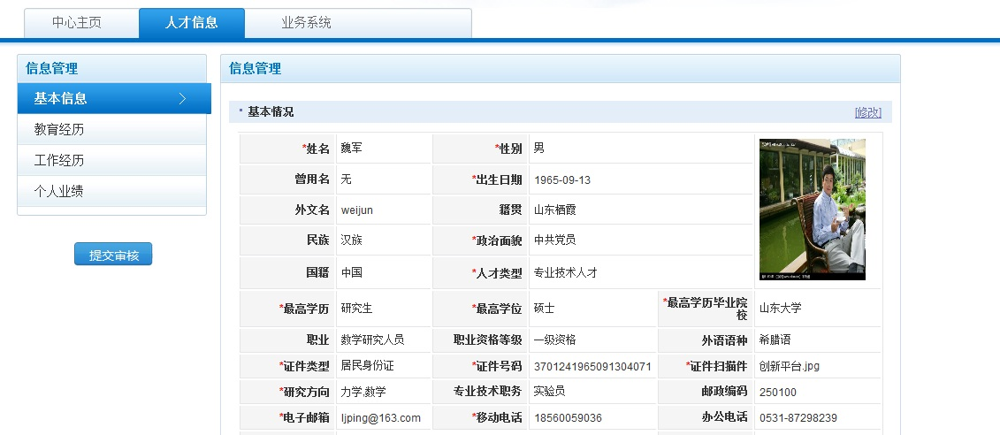 中心主页 人才信息 业务系统
信息管理
基本信息
教育经历
工作经历
个人业绩
提交审核
信息管理
基本情况 [修改]
*姓名 魏军 *性别 男
曾用名 无 *出生日期 1965-09-13
外文名 weijun 籍贯 山东栖霞
民族 汉族 *政治面貌 中共党员
国籍 中国 *人才类型 专业技术人才
*最高学历 研究生 *最高学位 硕士 *最高学历毕业院
校 山东大学
职业 数学研究人员 职业资格等级 一级资格 外语语种 希腊语
*证件类型 居民身份证 *证件号码 3701241965091304071 *证件扫描件 创新平台.jpg
*研究方向 力学,数学 专业技术职务 实验员 邮政编码 250100
*电子邮箱 ljping@163.com *移动电话 18560059036 办公电话 0531-87298239